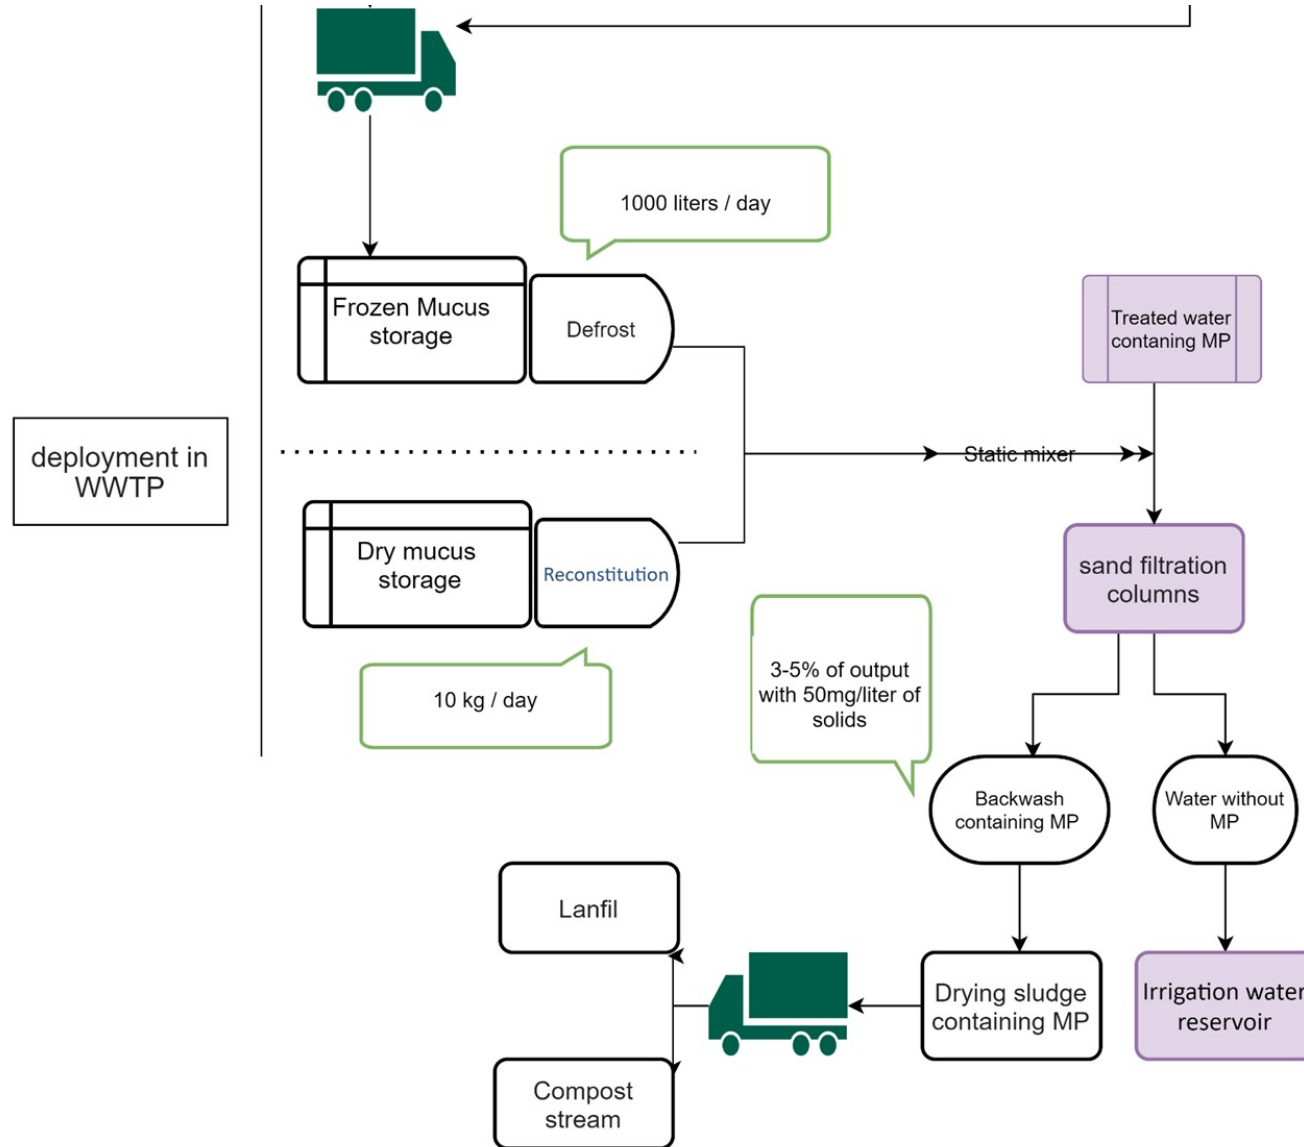 1000 liters / day
Frozen Mucus
storage
Defrost
Treated water
contaning MP
deployment in
WWTP
Static mixer
Dry mucus
storage
Reconstitution
sand filtration
columns
10 kg / day
3-5% of output
with 50mg/liter of
solids
Backwash
containing MP
Water without
MP
Lanfil
Drying sludge
containing MP
Irrigation water
reservoir
Compost
stream